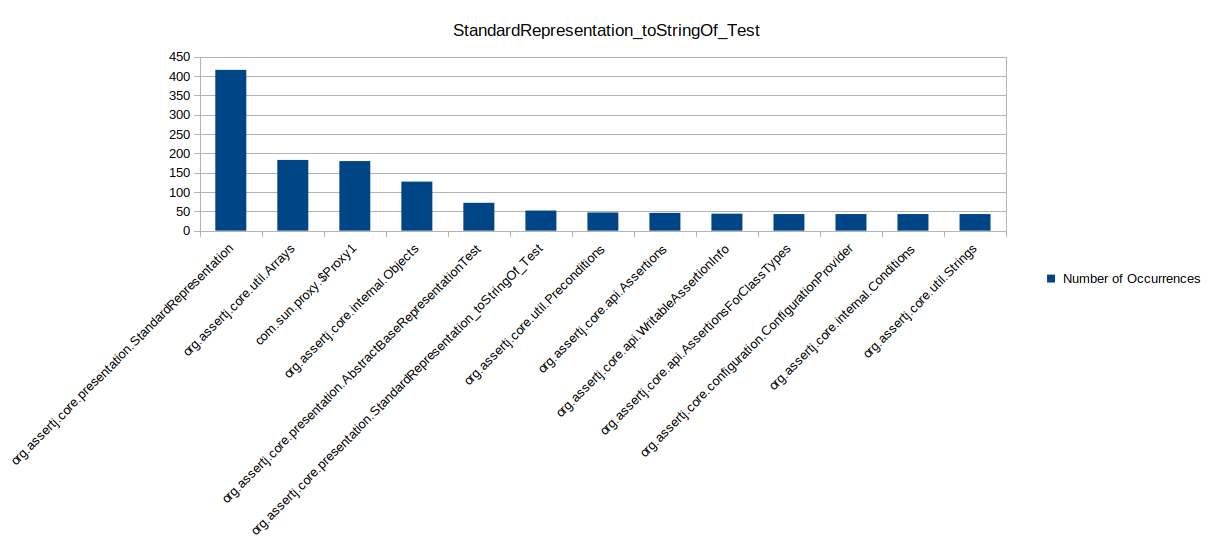 StandardRepresentation_toStringOf_Test
450
400
350
300
250
200
150
100
50
0
org.assertj.core.presentation.StandardRepresentation
org.assertj.core.util.Arrays
com.sun.proxy.$Proxy1
org.assertj.core.internal.Objects
org.assertj.core.presentation.AbstractBaseRepresentationTest
org.assertj.core.presentation.StandardRepresentation_toStringOf_Test
org.assertj.core.util.Preconditions
org.assertj.core.api.Assertions
org.assertj.core.api.WritableAssertionInfo
org.assertj.core.api.AssertionsForClassTypes
org.assertj.core.configuration.ConfigurationProvider
org.assertj.core.internal.Conditions
org.assertj.core.util.Strings
Number of Occurrences